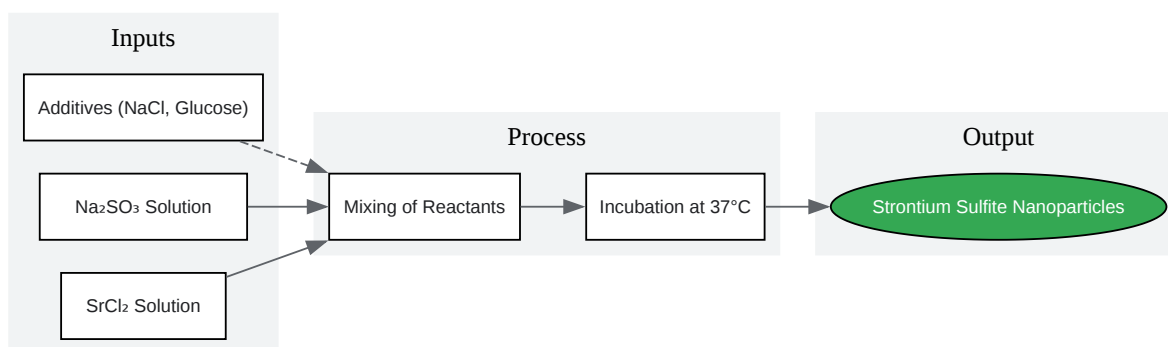 Inputs
Additives (NaCl, Glucose)
Na₂SO₃ Solution
SrCl₂ Solution
Process
Mixing of Reactants
Incubation at 37°C
Output
Strontium Sulfite Nanoparticles